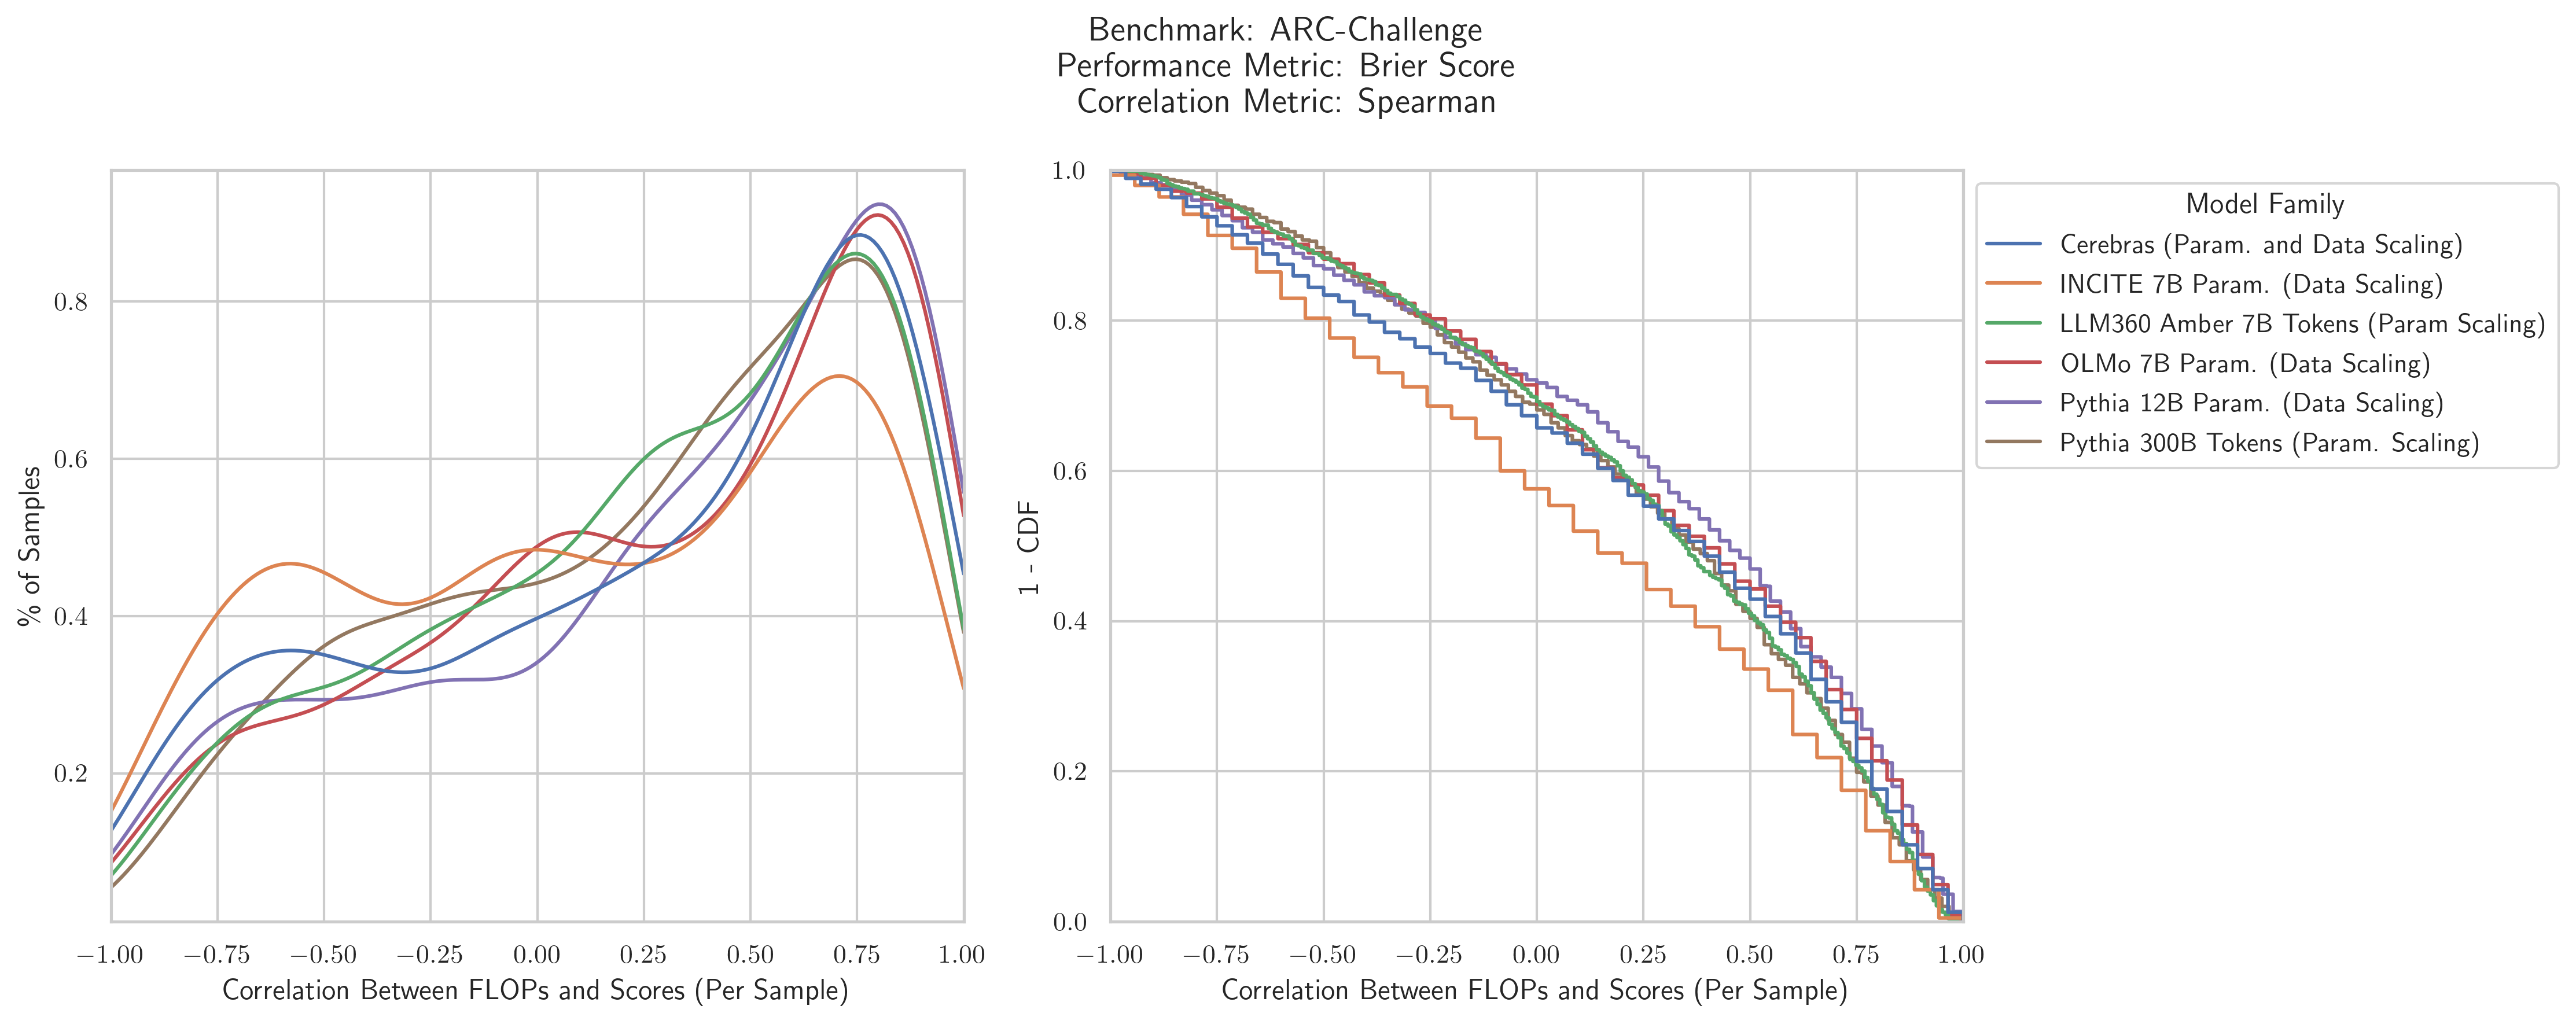 Benchmark: ARC-Challenge
Performance Metric: Brier Score
Correlation Metric: Spearman
% of Samples
0.8
0.6
0.4
0.2
−1.00 −0.75 −0.50 −0.25 0.00 0.25 0.50 0.75 1.00
Correlation Between FLOPs and Scores (Per Sample)
1 - CDF
1.0
0.8
0.6
0.4
0.2
0.0
−1.00 −0.75 −0.50 −0.25 0.00 0.25 0.50 0.75 1.00
Correlation Between FLOPs and Scores (Per Sample)
Model Family
Cerebras (Param. and Data Scaling)
INCITE 7B Param. (Data Scaling)
LLM360 Amber 7B Tokens (Param Scaling)
OLMo 7B Param. (Data Scaling)
Pythia 12B Param. (Data Scaling)
Pythia 300B Tokens (Param. Scaling)